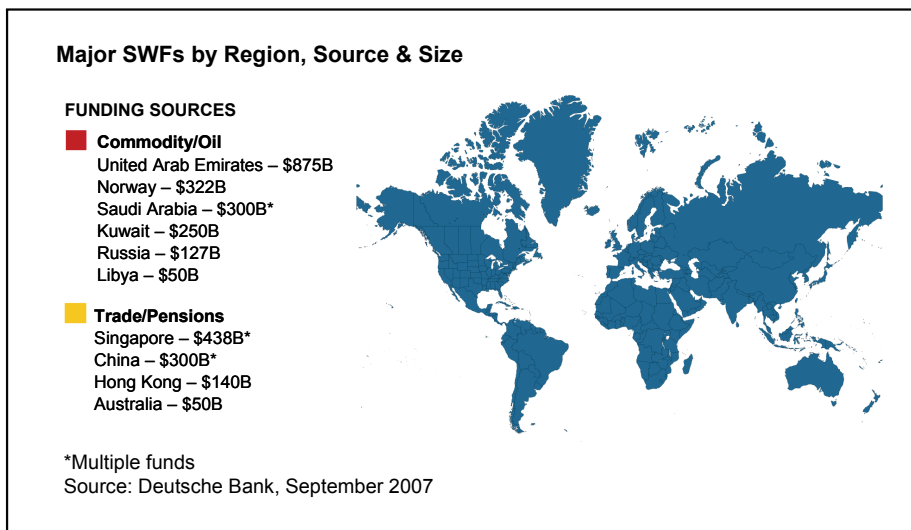 Major SWFs by Region, Source & Size
FUNDING SOURCES
Commodity/Oil
United Arab Emirates – $875B
Norway – $322B
Saudi Arabia – $300B*
Kuwait – $250B
Russia – $127B
Libya – $50B
Trade/Pensions
Singapore – $438B*
China – $300B*
Hong Kong – $140B
Australia – $50B
*Multiple funds
Source: Deutsche Bank, September 2007